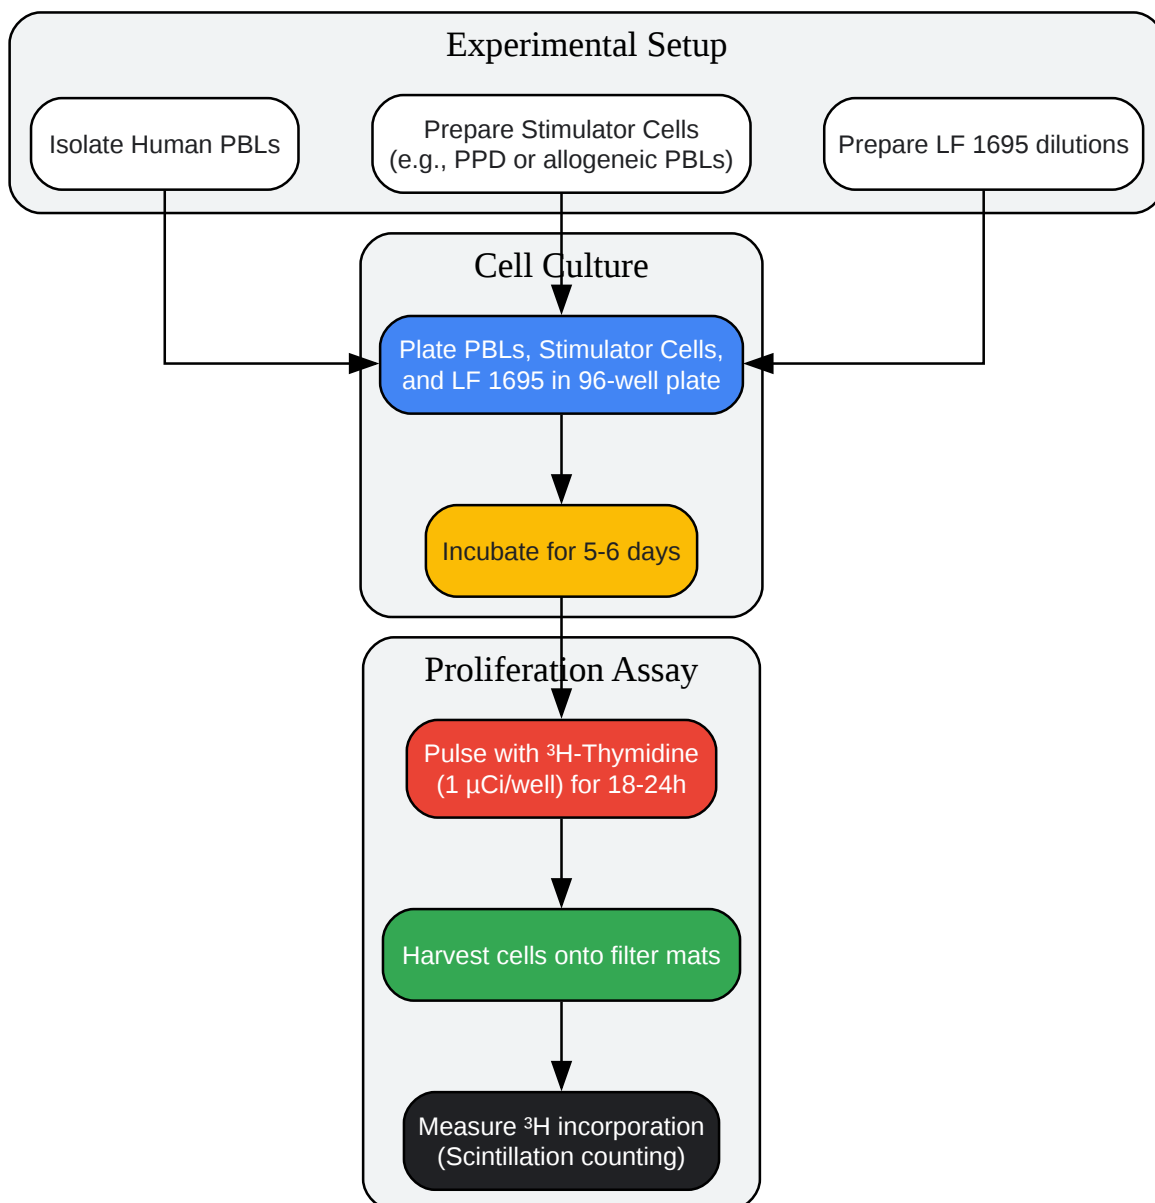 Experimental Setup
Isolate Human PBLs
Prepare Stimulator Cells
(e.g., PPD or allogeneic PBLs)
Prepare LF 1695 dilutions
Cell Culture
Plate PBLs, Stimulator Cells,
and LF 1695 in 96-well plate
Incubate for 5-6 days
Proliferation Assay
Pulse with ³H-Thymidine
(1 µCi/well) for 18-24h
Harvest cells onto filter mats
Measure ³H incorporation
(Scintillation counting)